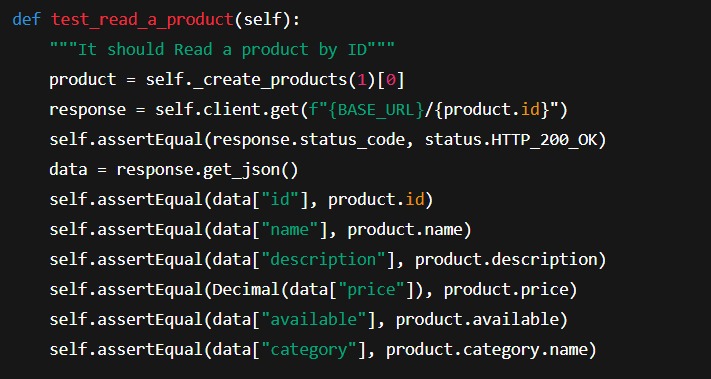 def test_read_a_product(self):
    """It should Read a product by ID"""
    product = self._create_products(1)[0]
    response = self.client.get(f"{BASE_URL}/{product.id}")
    self.assertEqual(response.status_code, status.HTTP_200_OK)
    data = response.get_json()
    self.assertEqual(data["id"], product.id)
    self.assertEqual(data["name"], product.name)
    self.assertEqual(data["description"], product.description)
    self.assertEqual(Decimal(data["price"]), product.price)
    self.assertEqual(data["available"], product.available)
    self.assertEqual(data["category"], product.category.name)